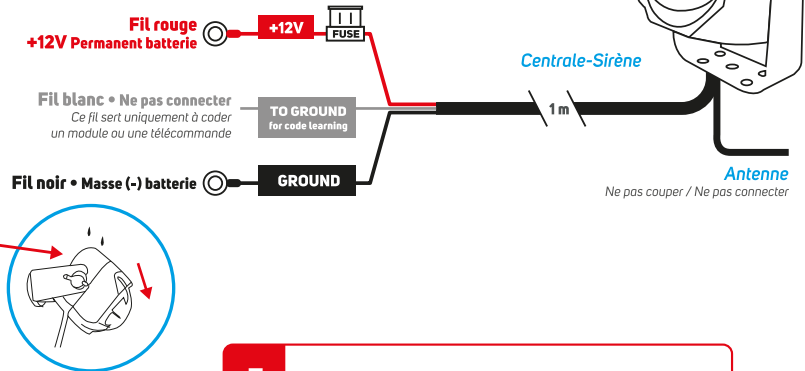 Fil rouge
+12V Permanent batterie
+12V
FUSE
Centrale-Sirène
Fil blanc • Ne pas connecter
Ce fil sert uniquement à coder
un module ou une télécommande
TO GROUND
for code learning
1 m
Fil noir • Masse (-) batterie
GROUND
Antenne
Ne pas couper / Ne pas connecter